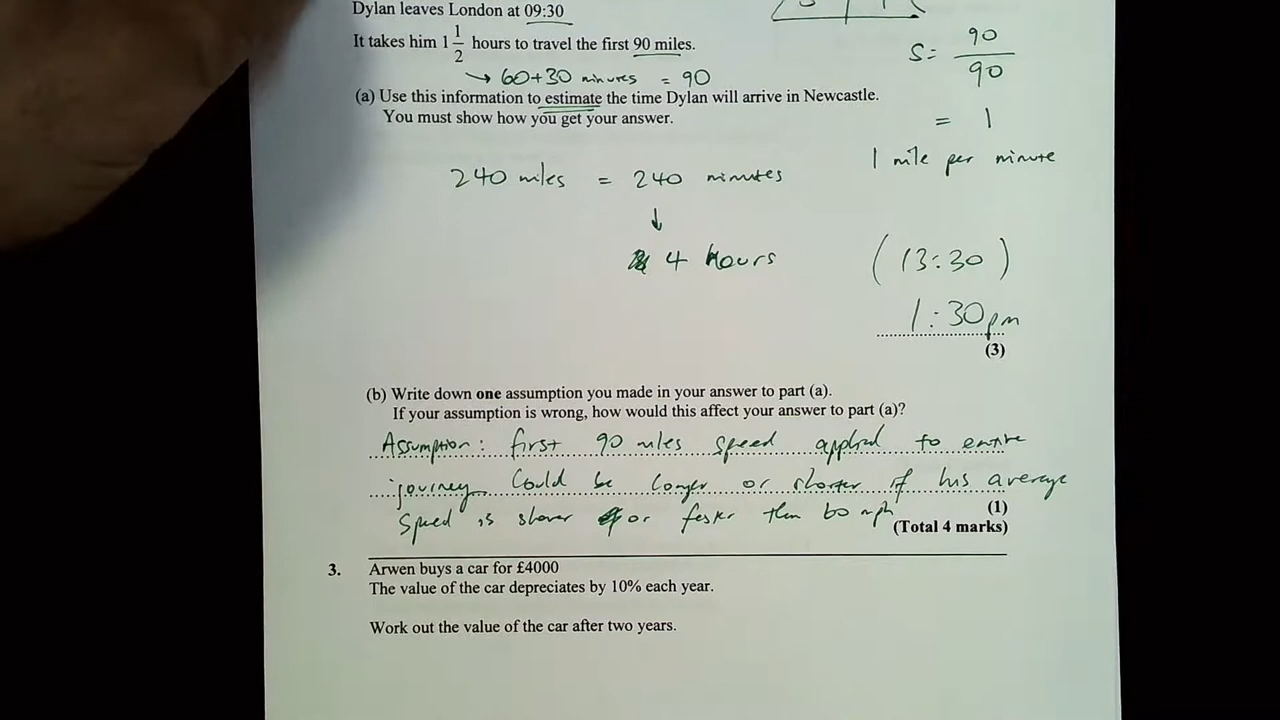 Dylan leaves London at 09:30
It takes him 1 1/2 hours to travel the first 90 miles.
→ 60+30 minutes = 90
S = 90/90
= 1
1 mile per minute
(a) Use this information to estimate the time Dylan will arrive in Newcastle.
You must show how you get your answer.
240 miles = 240 minutes
↓
4 hours
(13:30)
1:30pm
(3)
(b) Write down one assumption you made in your answer to part (a).
If your assumption is wrong, how would this affect your answer to part (a)?
Assumption: first 90 miles speed applied to entire
journey. Could be longer or shorter if his average
speed is slower or faster than 60 mph
(1)
(Total 4 marks)
3. Arwen buys a car for £4000
The value of the car depreciates by 10% each year.
Work out the value of the car after two years.